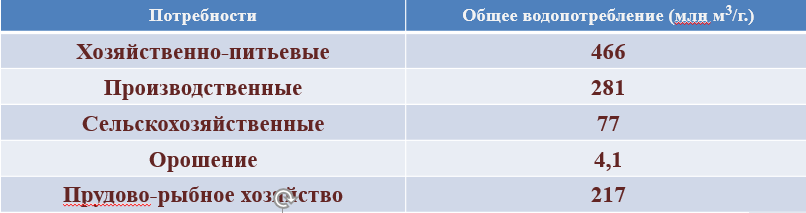 Потребности Общее водопотребление (млн м³/г.)
Хозяйственно-питьевые 466
Производственные 281
Сельскохозяйственные 77
Орошение 4,1
Прудово-рыбное хозяйство 217